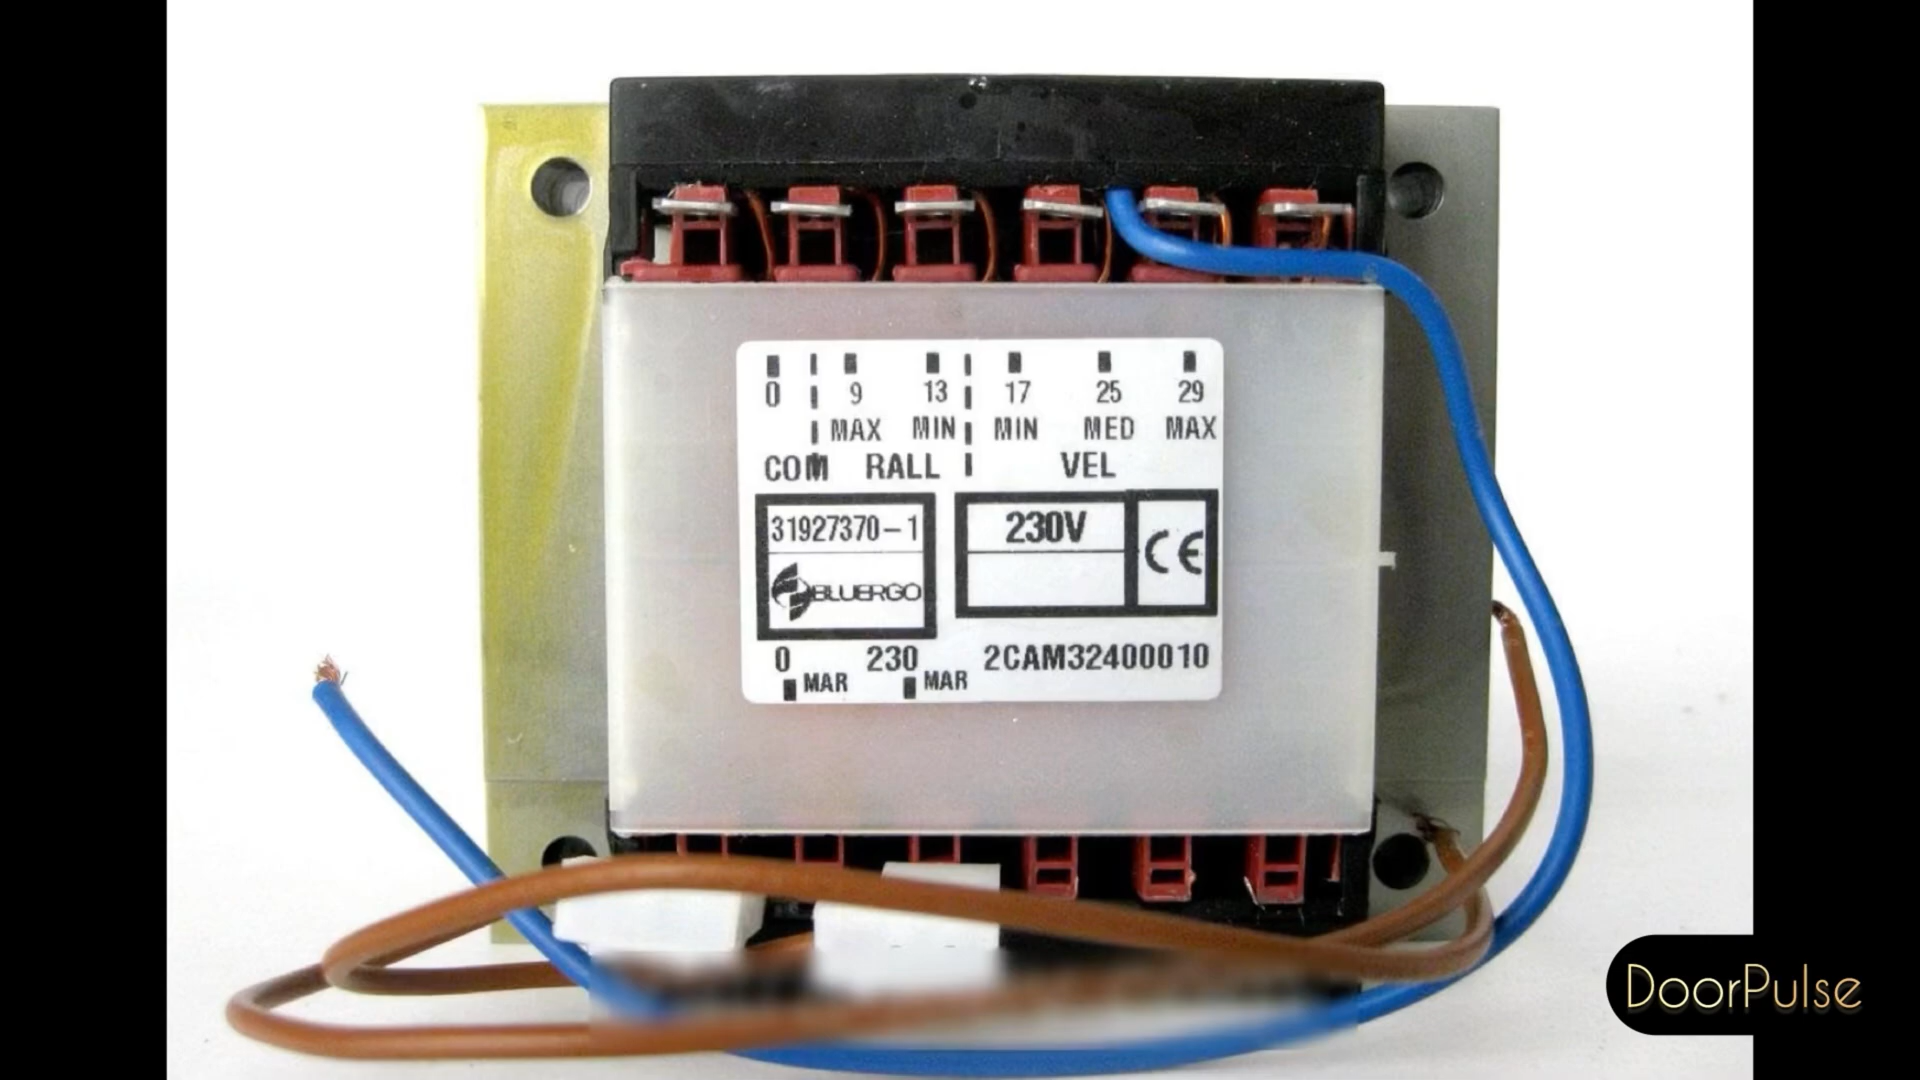 0 9 13 17 25 29
MAX MIN MIN MED MAX
COM RALL VEL
31927370-1
BLUERGO
230V
CE
0 MAR 230 MAR 2CAM32400010
DoorPulse